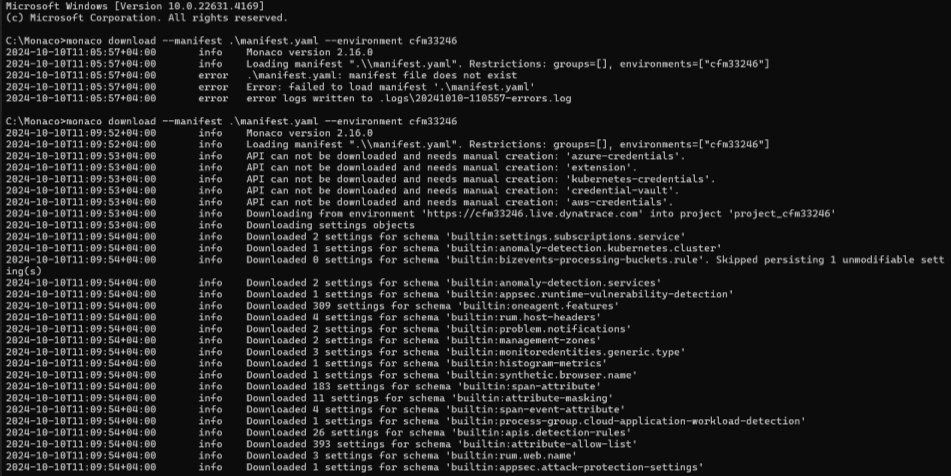 Microsoft Windows [Version 10.0.22631.4169]
(c) Microsoft Corporation. All rights reserved.
C:\Monaco>monaco download --manifest .\manifest.yaml --environment cfm33246
2024-10-10T11:05:57+04:00 info Monaco version 2.16.0
2024-10-10T11:05:57+04:00 info Loading manifest ".\\manifest.yaml". Restrictions: groups=[], environments=["cfm33246"]
2024-10-10T11:05:57+04:00 error .\manifest.yaml: manifest file does not exist
2024-10-10T11:05:57+04:00 error Error: failed to load manifest '.\manifest.yaml'
2024-10-10T11:05:57+04:00 error error logs written to .logs\20241010-110557-errors.log
C:\Monaco>monaco download --manifest .\manifest.yaml --environment cfm33246
2024-10-10T11:09:52+04:00 info Monaco version 2.16.0
2024-10-10T11:09:52+04:00 info Loading manifest ".\\manifest.yaml". Restrictions: groups=[], environments=["cfm33246"]
2024-10-10T11:09:53+04:00 info API can not be downloaded and needs manual creation: 'azure-credentials'.
2024-10-10T11:09:53+04:00 info API can not be downloaded and needs manual creation: 'extension'.
2024-10-10T11:09:53+04:00 info API can not be downloaded and needs manual creation: 'kubernetes-credentials'.
2024-10-10T11:09:53+04:00 info API can not be downloaded and needs manual creation: 'credential-vault'.
2024-10-10T11:09:53+04:00 info API can not be downloaded and needs manual creation: 'aws-credentials'.
2024-10-10T11:09:53+04:00 info Downloading from environment 'https://cfm33246.live.dynatrace.com' into project 'project_cfm33246'
2024-10-10T11:09:53+04:00 info Downloading settings objects
2024-10-10T11:09:54+04:00 info Downloaded 2 settings for schema 'builtin:settings.subscriptions.service'
2024-10-10T11:09:54+04:00 info Downloaded 1 settings for schema 'builtin:anomaly-detection.kubernetes.cluster'
2024-10-10T11:09:54+04:00 info Downloaded 0 settings for schema 'builtin:bizevents-processing-buckets.rule'. Skipped persisting 1 unmodifiable sett
ing(s)
2024-10-10T11:09:54+04:00 info Downloaded 2 settings for schema 'builtin:anomaly-detection.services'
2024-10-10T11:09:54+04:00 info Downloaded 1 settings for schema 'builtin:appsec.runtime-vulnerability-detection'
2024-10-10T11:09:54+04:00 info Downloaded 309 settings for schema 'builtin:oneagent.features'
2024-10-10T11:09:54+04:00 info Downloaded 4 settings for schema 'builtin:rum.host-headers'
2024-10-10T11:09:54+04:00 info Downloaded 2 settings for schema 'builtin:problem.notifications'
2024-10-10T11:09:54+04:00 info Downloaded 2 settings for schema 'builtin:management-zones'
2024-10-10T11:09:54+04:00 info Downloaded 3 settings for schema 'builtin:monitoredentities.generic.type'
2024-10-10T11:09:54+04:00 info Downloaded 1 settings for schema 'builtin:histogram-metrics'
2024-10-10T11:09:54+04:00 info Downloaded 1 settings for schema 'builtin:synthetic.browser.name'
2024-10-10T11:09:54+04:00 info Downloaded 183 settings for schema 'builtin:span-attribute'
2024-10-10T11:09:54+04:00 info Downloaded 11 settings for schema 'builtin:attribute-masking'
2024-10-10T11:09:54+04:00 info Downloaded 4 settings for schema 'builtin:span-event-attribute'
2024-10-10T11:09:54+04:00 info Downloaded 1 settings for schema 'builtin:process-group.cloud-application-workload-detection'
2024-10-10T11:09:54+04:00 info Downloaded 26 settings for schema 'builtin:apis.detection-rules'
2024-10-10T11:09:54+04:00 info Downloaded 393 settings for schema 'builtin:attribute-allow-list'
2024-10-10T11:09:54+04:00 info Downloaded 3 settings for schema 'builtin:rum.web.name'
2024-10-10T11:09:54+04:00 info Downloaded 1 settings for schema 'builtin:appsec.attack-protection-settings'